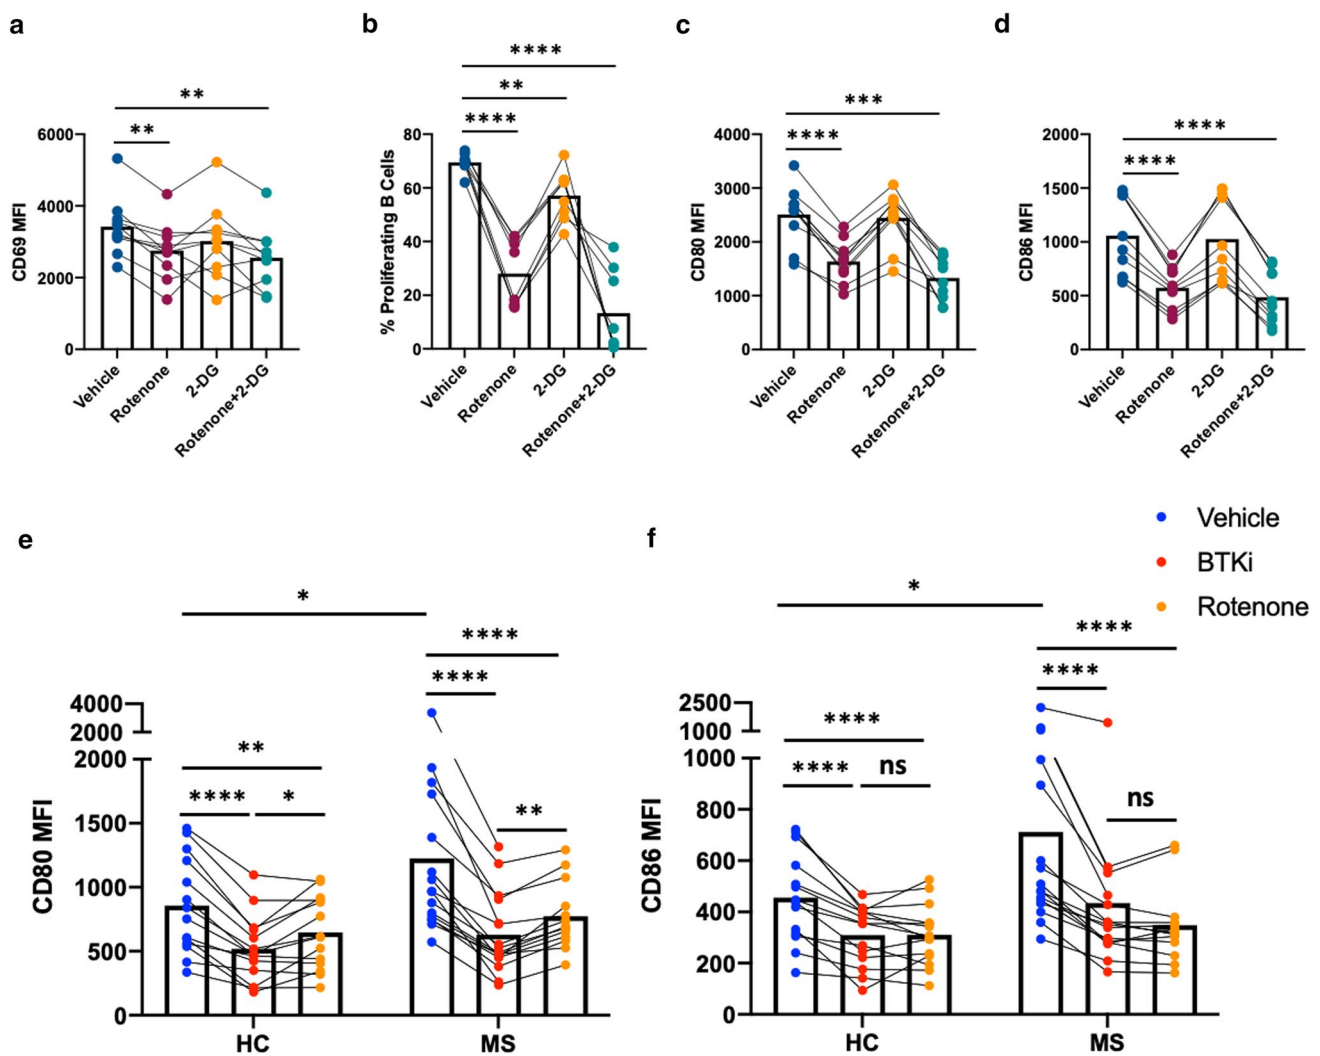 a
b
c
d
**
**
6000
4000
2000
0
CD69 MFI
Vehicle
Rotenone
2-DG
Rotenone+2-DG
****
**
****
80
60
40
20
0
% Proliferating B Cells
Vehicle
Rotenone
2-DG
Rotenone+2-DG
***
****
4000
3000
2000
1000
0
CD80 MFI
Vehicle
Rotenone
2-DG
Rotenone+2-DG
****
****
2000
1500
1000
500
0
CD86 MFI
Vehicle
Rotenone
2-DG
Rotenone+2-DG
Vehicle
BTKi
Rotenone
e
*
****
****
**
****
*
**
4000
2000
2000
1500
1000
500
0
CD80 MFI
HC
MS
f
*
****
****
****
****
ns
ns
2500
1000
1000
800
600
400
200
0
CD86 MFI
HC
MS